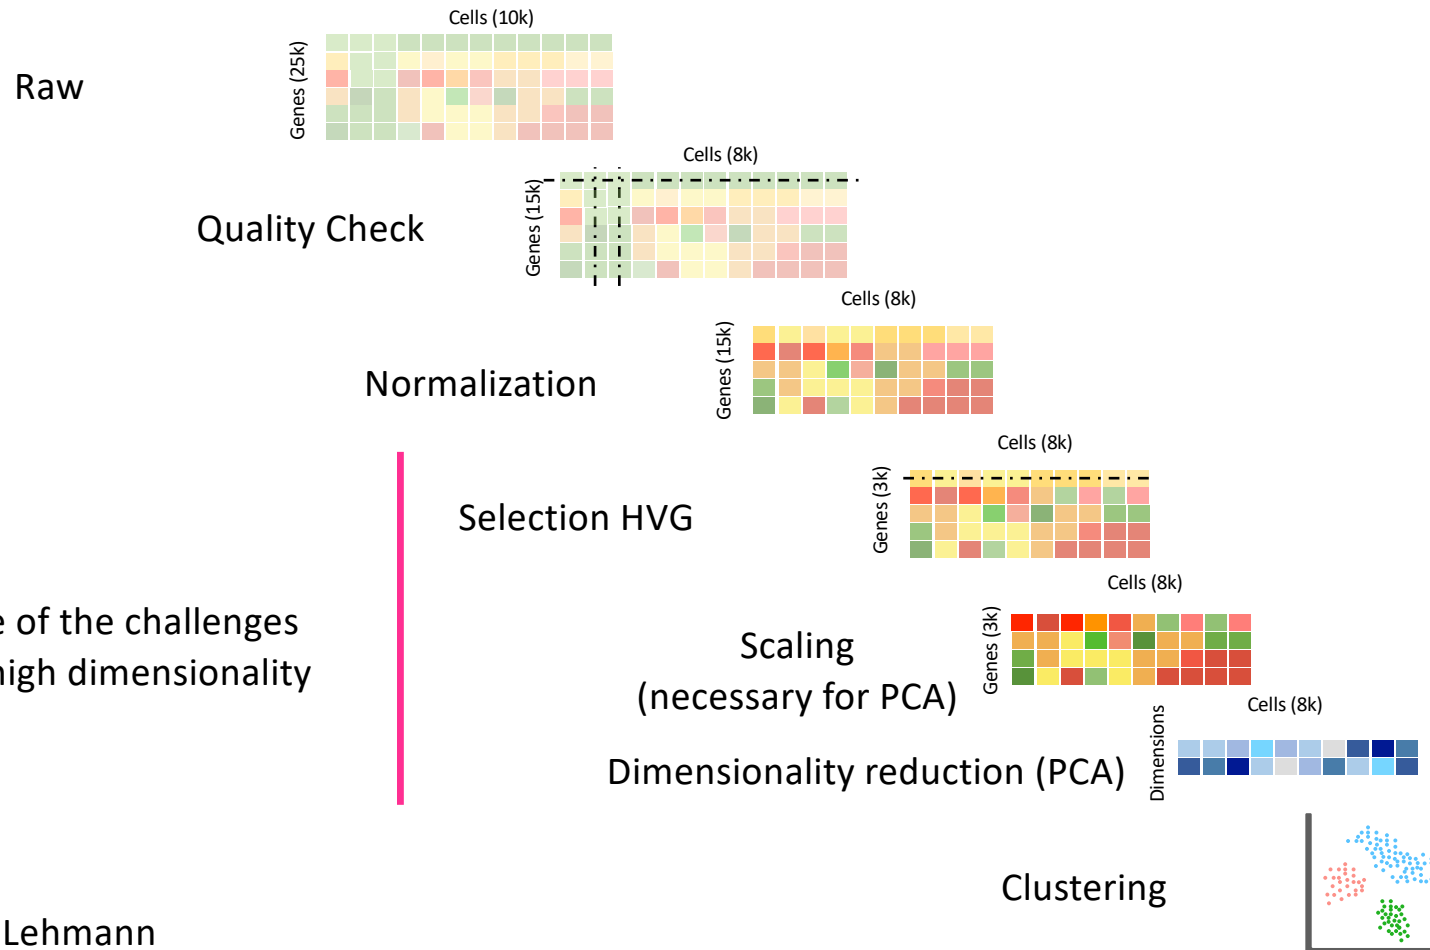 Cells (10k)
Genes (25k)
Raw
Cells (8k)
Genes (15k)
Quality Check
Cells (8k)
Genes (15k)
Normalization
Cells (8k)
Genes (3k)
Selection HVG
Cells (8k)
Genes (3k)
of the challenges
high dimensionality
Scaling
(necessary for PCA)
Cells (8k)
Dimensions
Dimensionality reduction (PCA)
Clustering
Lehmann